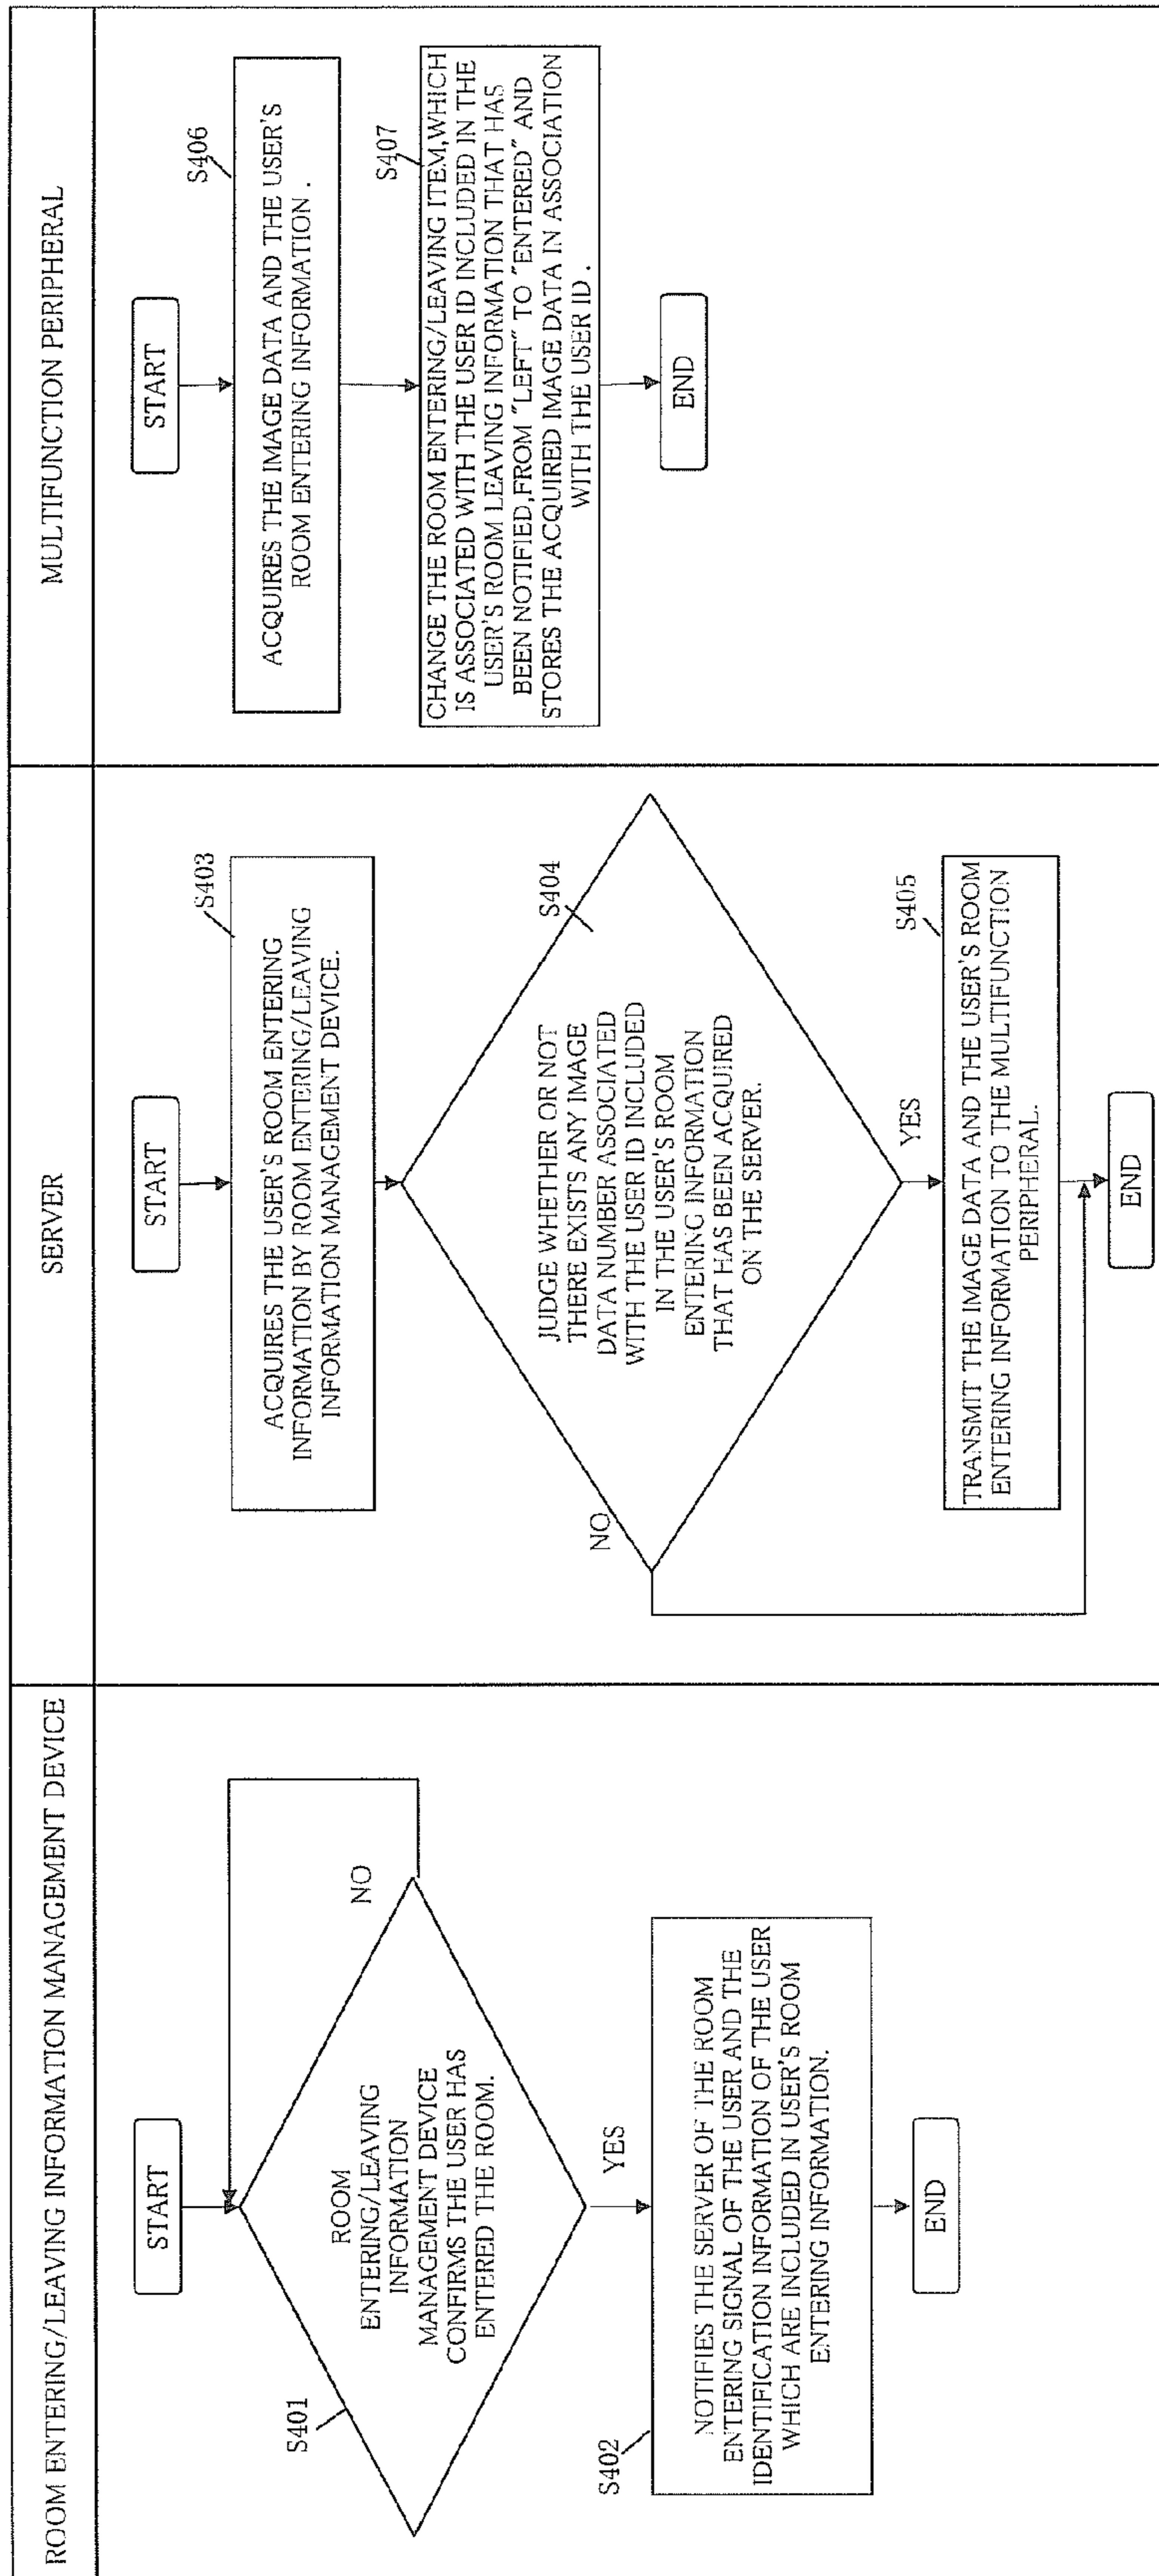 ROOM ENTERING/LEAVING INFORMATION MANAGEMENT DEVICE
START
S401
ROOM
ENTERING/LEAVING
INFORMATION
MANAGEMENT DEVICE
CONFIRMS THE USER HAS
ENTERED THE ROOM.
NO
YES
S402
NOTIFIES THE SERVER OF THE ROOM
ENTERING SIGNAL OF THE USER AND THE
IDENTIFICATION INFORMATION OF THE USER
WHICH ARE INCLUDED IN USER'S ROOM
ENTERING INFORMATION.
END
SERVER
START
S403
ACQUIRES THE USER'S ROOM ENTERING
INFORMATION BY ROOM ENTERING/LEAVING
INFORMATION MANAGEMENT DEVICE.
S404
JUDGE WHETHER OR NOT
THERE EXISTS ANY IMAGE
DATA NUMBER ASSOCIATED
WITH THE USER ID INCLUDED
IN THE USER'S ROOM
ENTERING INFORMATION
THAT HAS BEEN ACQUIRED
ON THE SERVER.
NO
YES
S405
TRANSMIT THE IMAGE DATA AND THE USER'S ROOM
ENTERING INFORMATION TO THE MULTIFUNCTION
PERIPHERAL.
END
MULTIFUNCTION PERIPHERAL
START
S406
ACQUIRES THE IMAGE DATA AND THE USER'S
ROOM ENTERING INFORMATION .
S407
CHANGE THE ROOM ENTERING/LEAVING ITEM,WHICH
IS ASSOCIATED WITH THE USER ID INCLUDED IN THE
USER'S ROOM LEAVING INFORMATION THAT HAS
BEEN NOTIFIED,FROM "LEFT" TO "ENTERED" AND
STORES THE ACQUIRED IMAGE DATA IN ASSOCIATION
WITH THE USER ID .
END